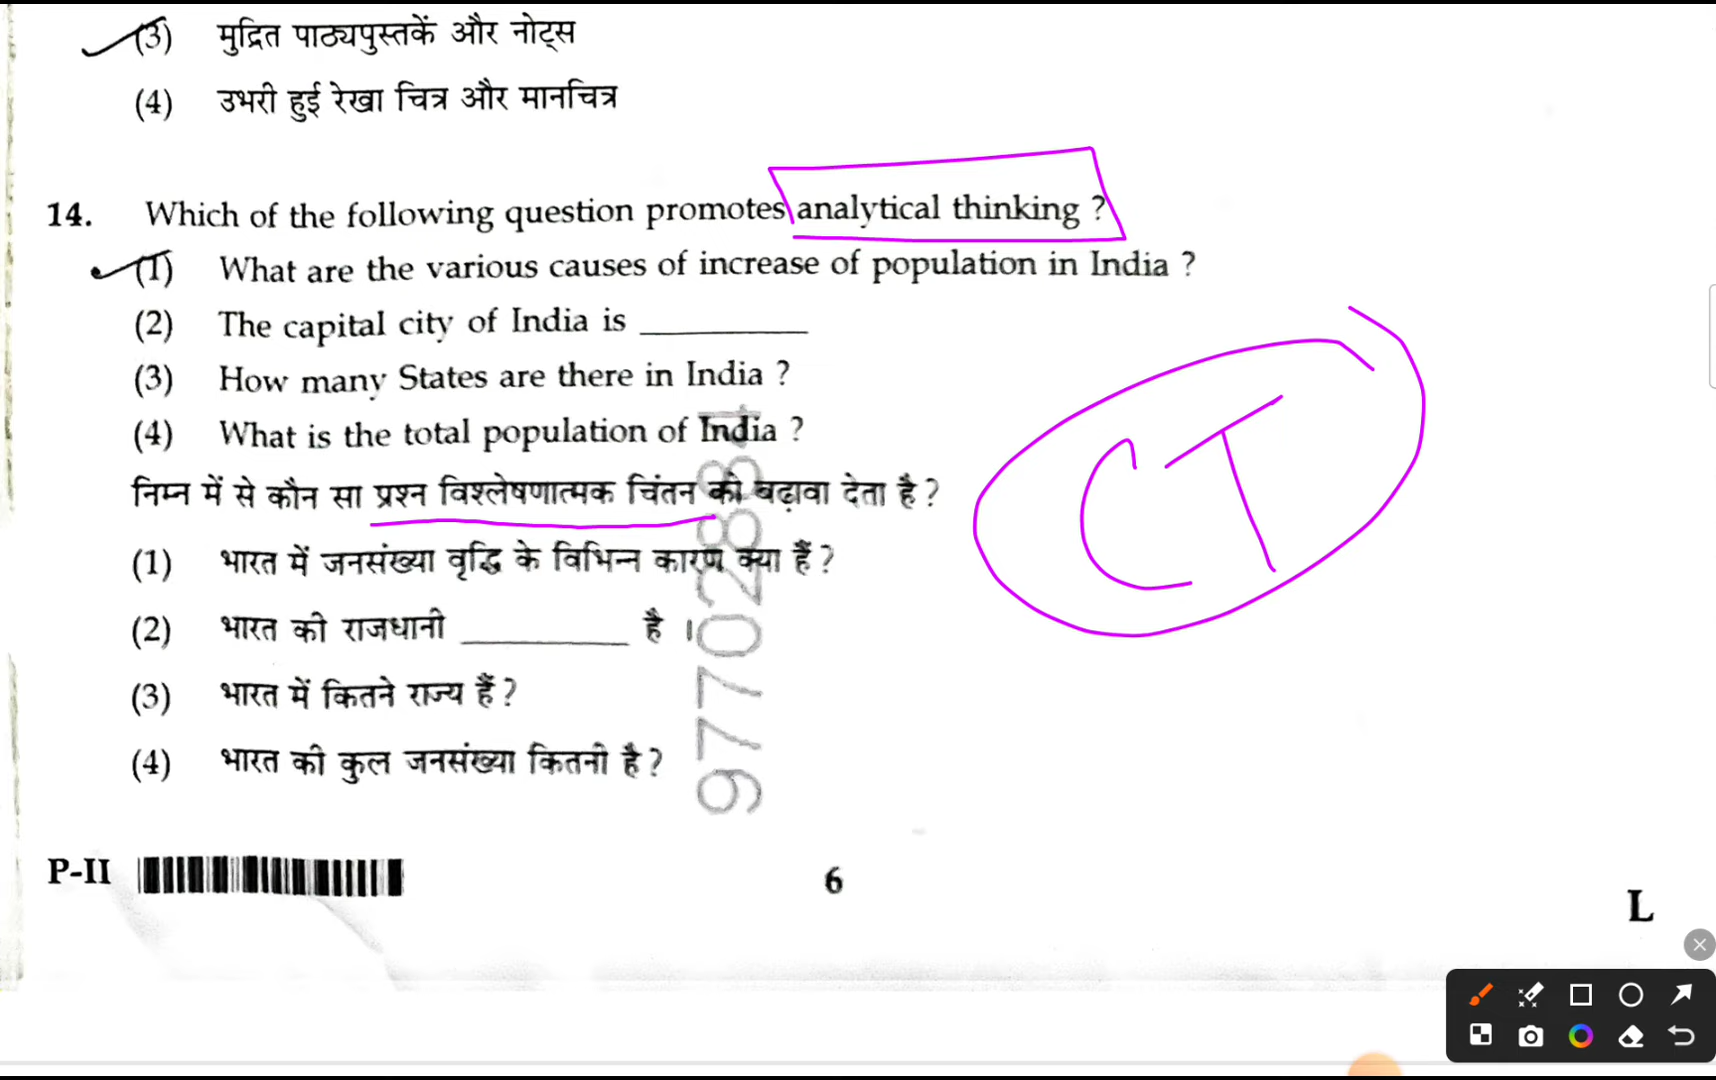 (3) मुद्रित पाठ्यपुस्तकें और नोट्स
(4) उभरी हुई रेखा चित्र और मानचित्र
14. Which of the following question promotes analytical thinking ?
(1) What are the various causes of increase of population in India ?
(2) The capital city of India is __________
(3) How many States are there in India ?
(4) What is the total population of India ?
निम्न में से कौन सा प्रश्न विश्लेषणात्मक चिंतन को बढ़ावा देता है ?
(1) भारत में जनसंख्या वृद्धि के विभिन्न कारण क्या हैं ?
(2) भारत की राजधानी __________ है ।
(3) भारत में कितने राज्य हैं ?
(4) भारत की कुल जनसंख्या कितनी है ?
CT
P-II
6
L